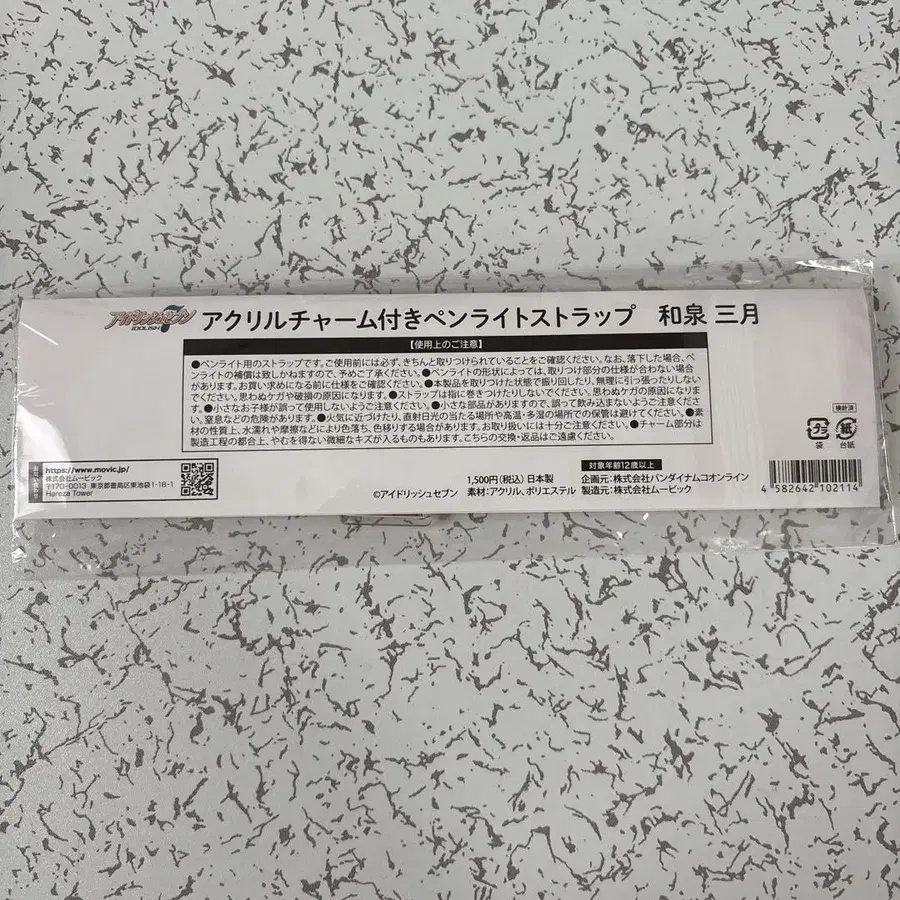 アイドリッシュセブン
IDOLiSH7
アクリルチャーム付きペンライトストラップ 和泉 三月
【使用上のご注意】
●ペンライト用のストラップです。ご使用前には必ず、きちんと取りつけられていることをご確認ください。なお、落下した場合、ペ
ンライトの補償は致しかねますので、予めご了承ください。●ペンライトの形状によっては、取りつけ部分の仕様が合わない場合
があります。お買い求めになる前に仕様をご確認ください。●本製品を取りつけた状態で振り回したり、無理に引っ張ったりしない
でください。思わぬケガや破損の原因になります。●ストラップは指に巻きつけたりしないでください。思わぬケガの原因になりま
す。●小さなお子様が誤って使用しないようご注意ください。●小さな部品がありますので、誤って飲み込まないようご注意くださ
い。窒息などの危険があります。●火気に近づけたり、直射日光の当たる場所や高温・多湿の場所での保管は避けてください。●素
材の性質上、水濡れや摩擦などにより色落ち、色移りする場合があります。お取り扱いには十分ご注意ください。●チャーム部分は
製造工程の都合上、やむを得ない微細なキズが入るものもあります。こちらの交換・返品はご遠慮ください。
検針済
プラ
袋
紙
台紙
https://www.movic.jp/
株式会社ムービック
〒170-0013 東京都豊島区東池袋1-18-1
Hareza Tower
©アイドリッシュセブン
1,500円(税込) 日本製
素材:アクリル、ポリエステル
対象年齢12歳以上
企画元:株式会社バンダイナムコオンライン
製造元:株式会社ムービック
4 582642 102114